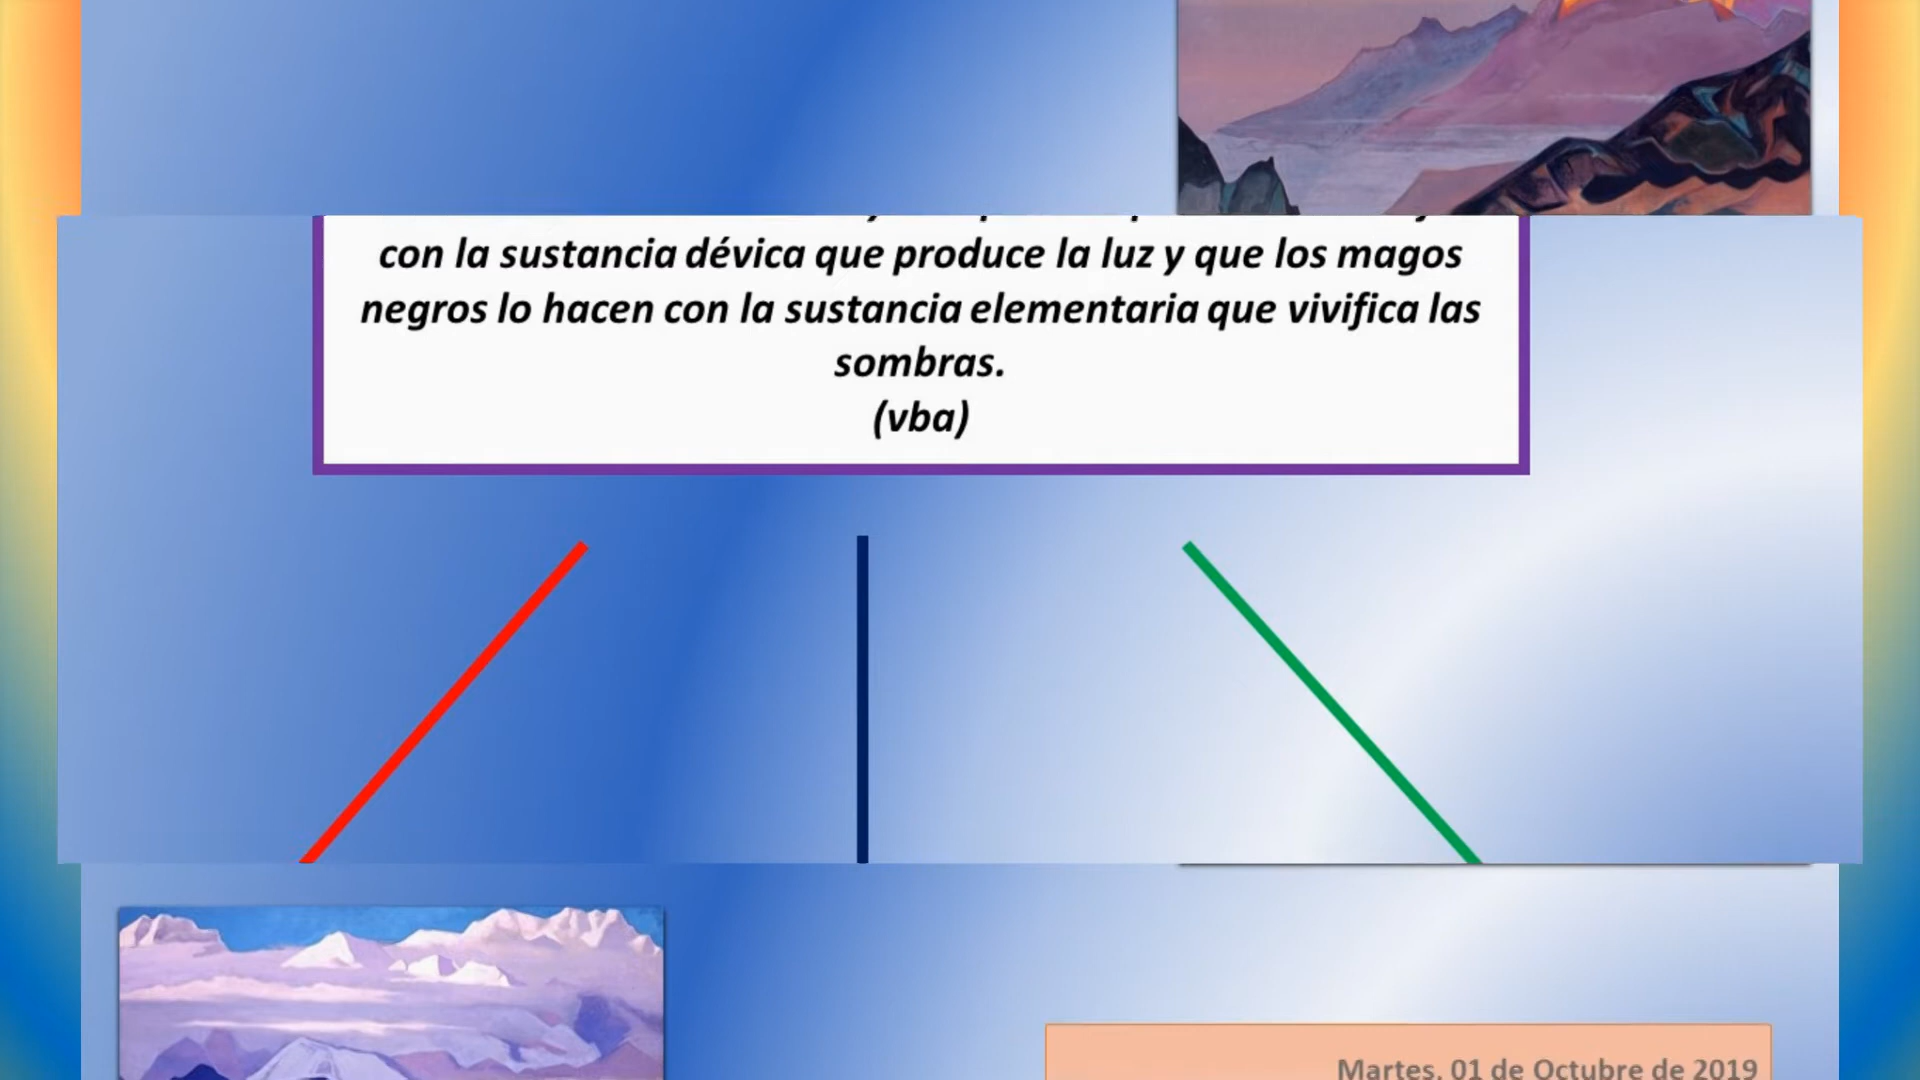 con la sustancia dévica que produce la luz y que los magos
negros lo hacen con la sustancia elementaria que vivifica las
sombras.
(vba)
Martes, 01 de Octubre de 2019